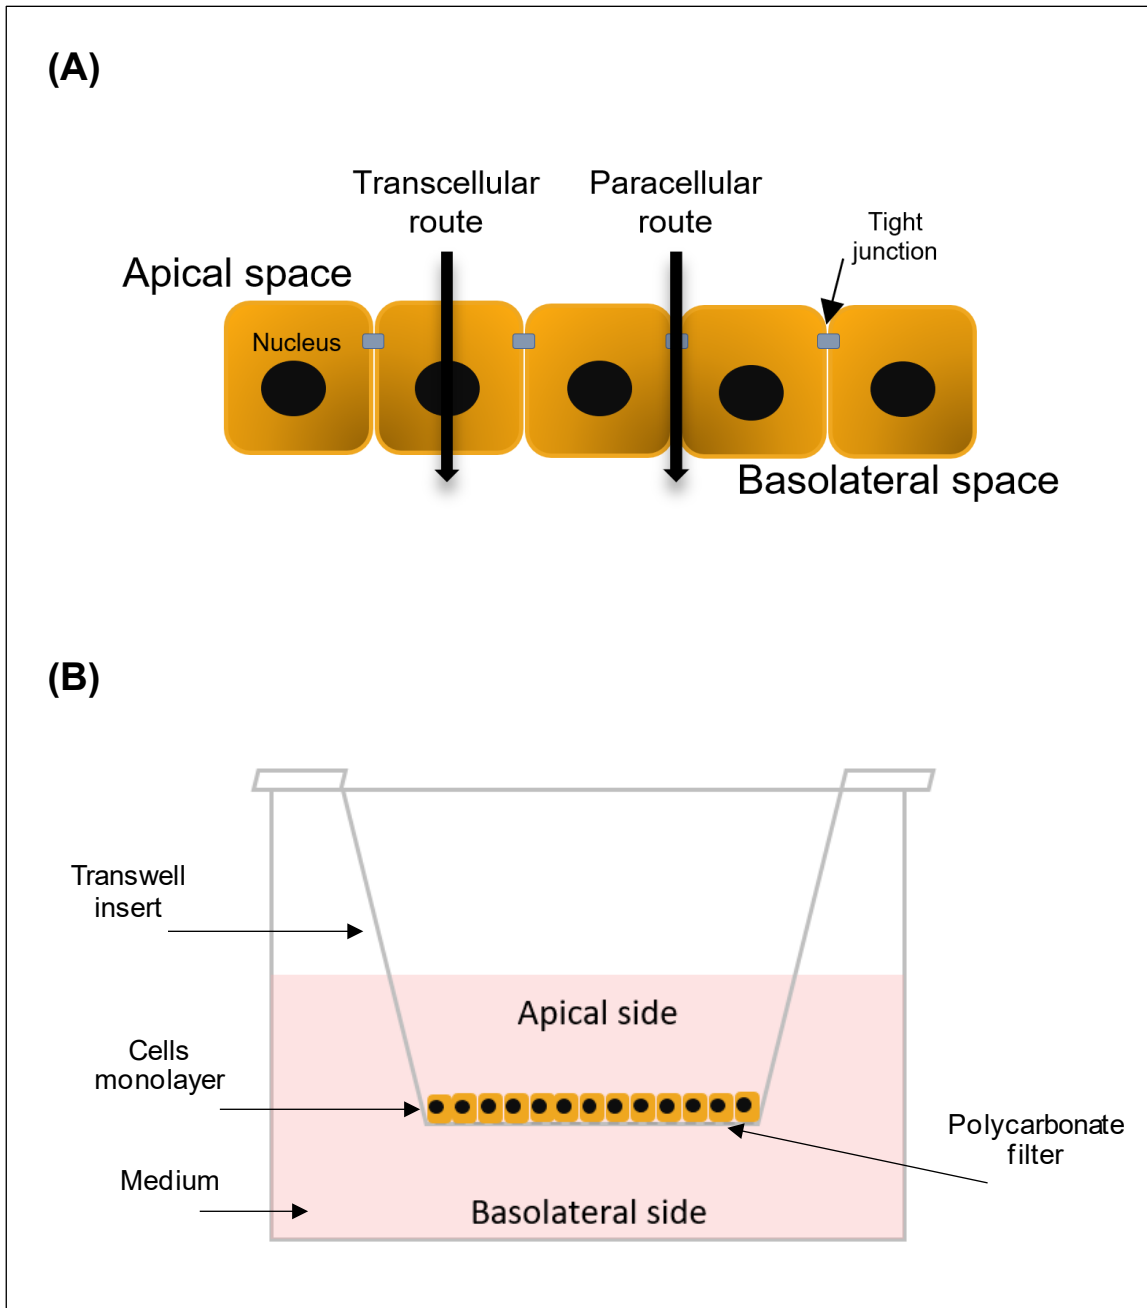 (A)
Transcellular
route
Paracellular
route
Tight
junction
Apical space
Nucleus
Basolateral space
(B)
Transwell
insert
Apical side
Cells
monolayer
Polycarbonate
filter
Medium
Basolateral side